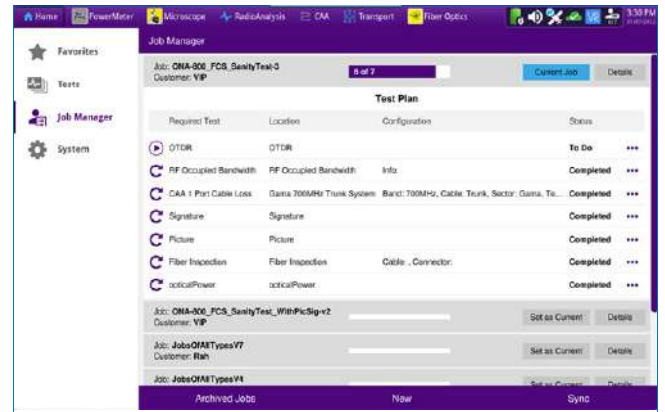 Home PowerMeter Microscope RadioAnalysis CAA Transport Fiber Optics 3:30 PM
Job Manager
Favorites
Tests
Job Manager
System
Job: ONA-800_FCS_SanityTest-3
Customer: VIP
6 of 7
Current Job Details
Test Plan
Required Test Location Configuration Status
OTDR To Do
RF Occupied Bandwidth RF Occupied Bandwidth Info: Completed
CAA 1 Port Cable Loss Gama 700MHz Trunk System Band: 700MHz, Cable: Trunk, Sector: Gama, Te... Completed
Signature Signature Completed
Picture Picture Completed
Fiber Inspection Fiber Inspection Cable: , Connector: Completed
opticalPower opticalPower Completed
Job: ONA-800_FCS_SanityTest_WithPicSig-v2
Customer: VIP
Set as Current Details
Job: JobsOfAllTypesV7
Customer: Rah
Set as Current Details
Job: JobsOfAllTypesV4
Set as Current Details
Archived Jobs New Sync